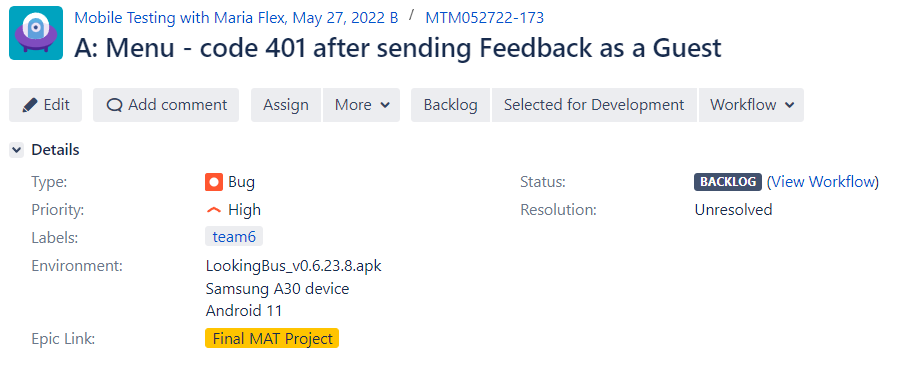 Mobile Testing with Maria Flex, May 27, 2022 B / MTM052722-173
A: Menu - code 401 after sending Feedback as a Guest
Edit Add comment Assign More Backlog Selected for Development Workflow
Details
Type: Bug Status: BACKLOG (View Workflow)
Priority: High Resolution: Unresolved
Labels: team6
Environment: LookingBus_v0.6.23.8.apk
Samsung A30 device
Android 11
Epic Link: Final MAT Project